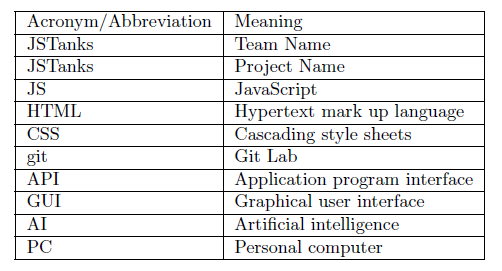 Acronym/Abbreviation Meaning
JSTanks Team Name
JSTanks Project Name
JS JavaScript
HTML Hypertext mark up language
CSS Cascading style sheets
git Git Lab
API Application program interface
GUI Graphical user interface
AI Artificial intelligence
PC Personal computer